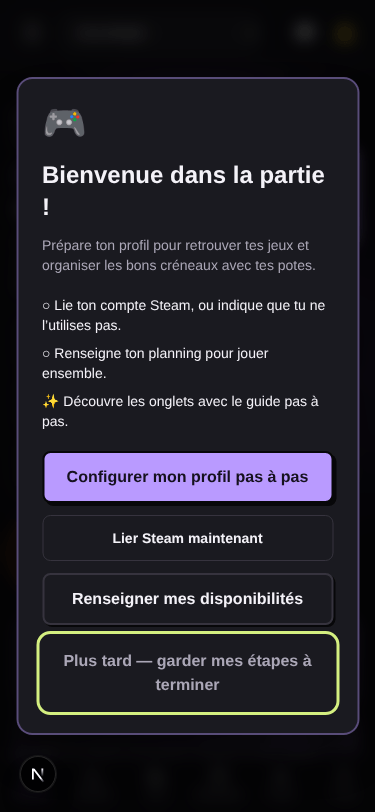 Bienvenue dans la partie
!
Prépare ton profil pour retrouver tes jeux et
organiser les bons créneaux avec tes potes.
○ Lie ton compte Steam, ou indique que tu ne
l'utilises pas.
○ Renseigne ton planning pour jouer
ensemble.
✨ Découvre les onglets avec le guide pas à
pas.
Configurer mon profil pas à pas
Lier Steam maintenant
Renseigner mes disponibilités
Plus tard — garder mes étapes à
terminer
N